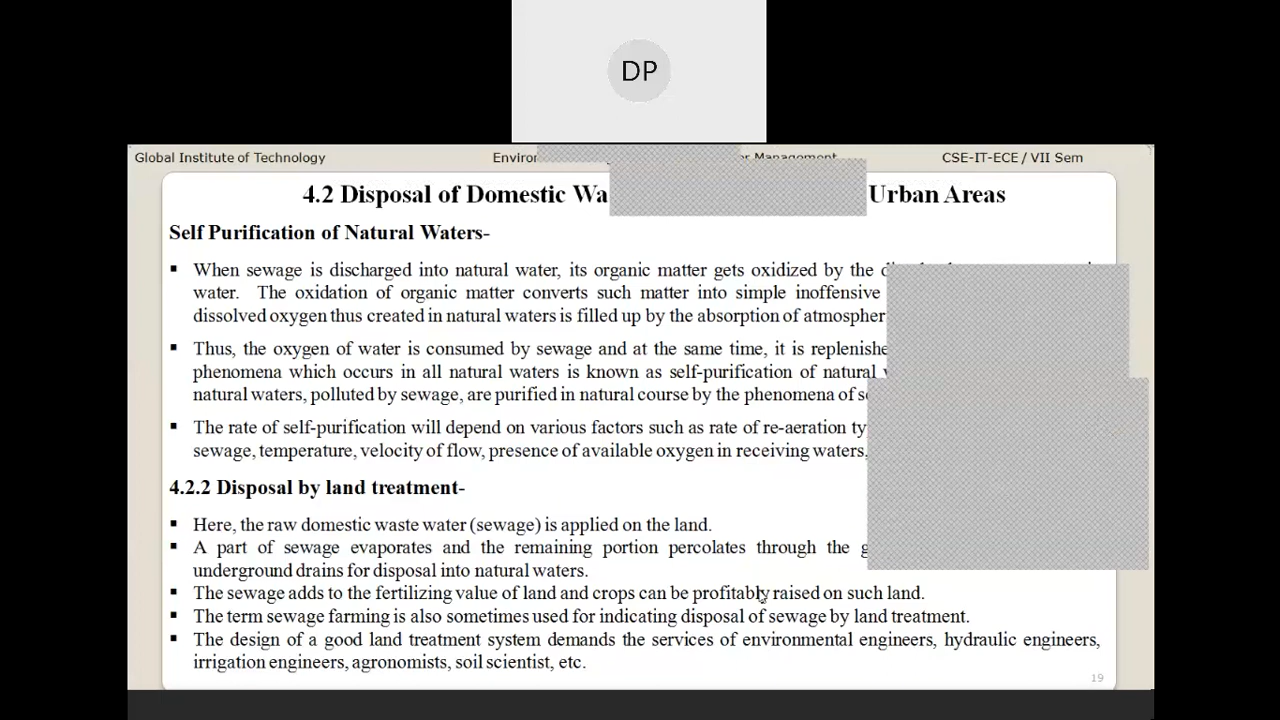 DP
Global Institute of Technology Management CSE-IT-ECE / VII Sem
4.2 Disposal of Domestic Urban Areas
Self Purification of Natural Waters-
▪ When sewage is discharged into natural water, its organic matter gets oxidized by the
water. The oxidation of organic matter converts such matter into simple inoffensive
dissolved oxygen thus created in natural waters is filled up by the absorption of
▪ Thus, the oxygen of water is consumed by sewage and at the same time, it is
phenomena which occurs in all natural waters is known as self-purification of natural
natural waters, polluted by sewage, are purified in natural course by the phenomena of
▪ The rate of self-purification will depend on various factors such as rate of re-aeration
sewage, temperature, velocity of flow, presence of available oxygen in receiving waters,
4.2.2 Disposal by land treatment-
▪ Here, the raw domestic waste water (sewage) is applied on the land.
▪ A part of sewage evaporates and the remaining portion percolates through the
underground drains for disposal into natural waters.
▪ The sewage adds to the fertilizing value of land and crops can be profitably raised on such land.
▪ The term sewage farming is also sometimes used for indicating disposal of sewage by land treatment.
▪ The design of a good land treatment system demands the services of environmental engineers, hydraulic engineers,
irrigation engineers, agronomists, soil scientist, etc.
19